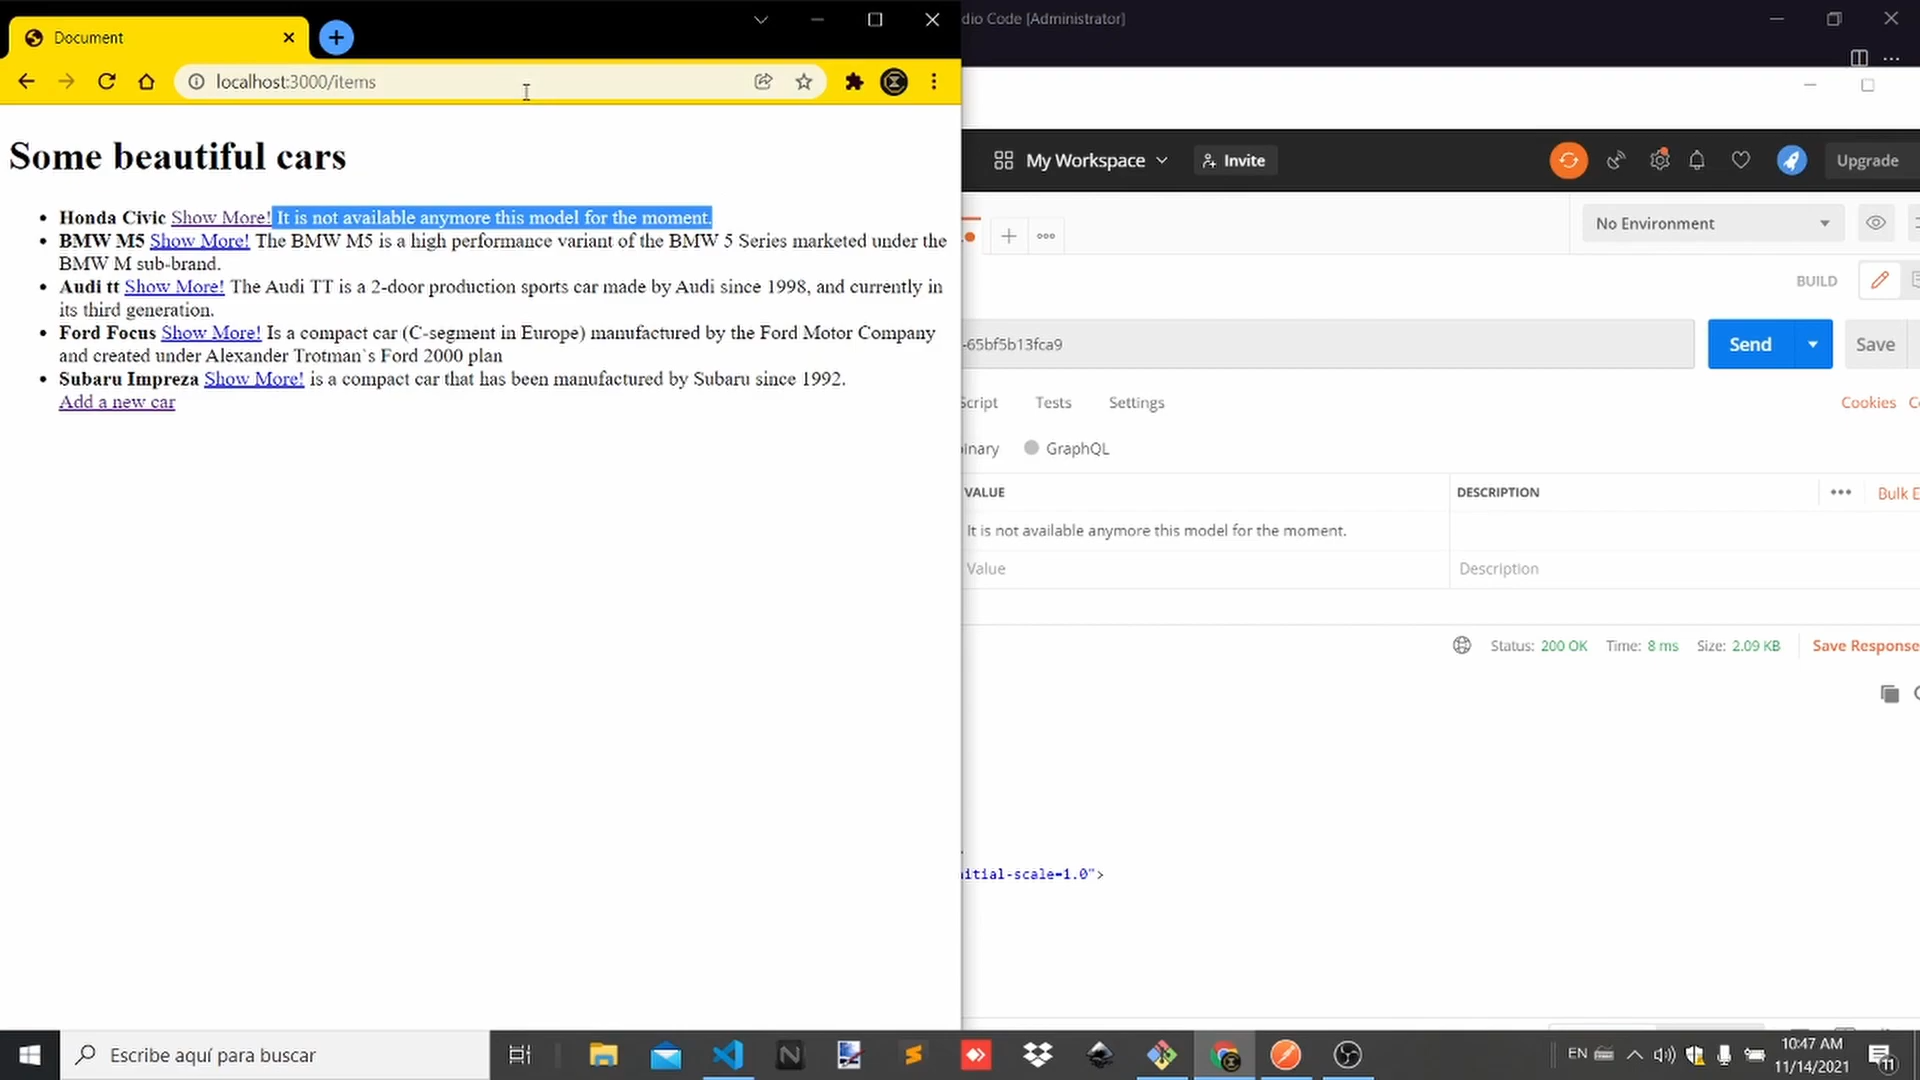 Document
dio Code [Administrator]
localhost:3000/items
Some beautiful cars
Honda Civic Show More! It is not available anymore this model for the moment.
BMW M5 Show More! The BMW M5 is a high performance variant of the BMW 5 Series marketed under the
BMW M sub-brand.
Audi tt Show More! The Audi TT is a 2-door production sports car made by Audi since 1998, and currently in
its third generation.
Ford Focus Show More! Is a compact car (C-segment in Europe) manufactured by the Ford Motor Company
and created under Alexander Trotman`s Ford 2000 plan
Subaru Impreza Show More! is a compact car that has been manufactured by Subaru since 1992.
Add a new car
My Workspace
Invite
Upgrade
No Environment
BUILD
-65bf5b13fca9
Send
Save
Script Tests Settings
Cookies
inary GraphQL
VALUE DESCRIPTION
Bulk E
It is not available anymore this model for the moment.
Value Description
Status: 200 OK Time: 8 ms Size: 2.09 KB Save Response
nitial-scale=1.0">
Escribe aquí para buscar
EN
10:47 AM
11/14/2021
11